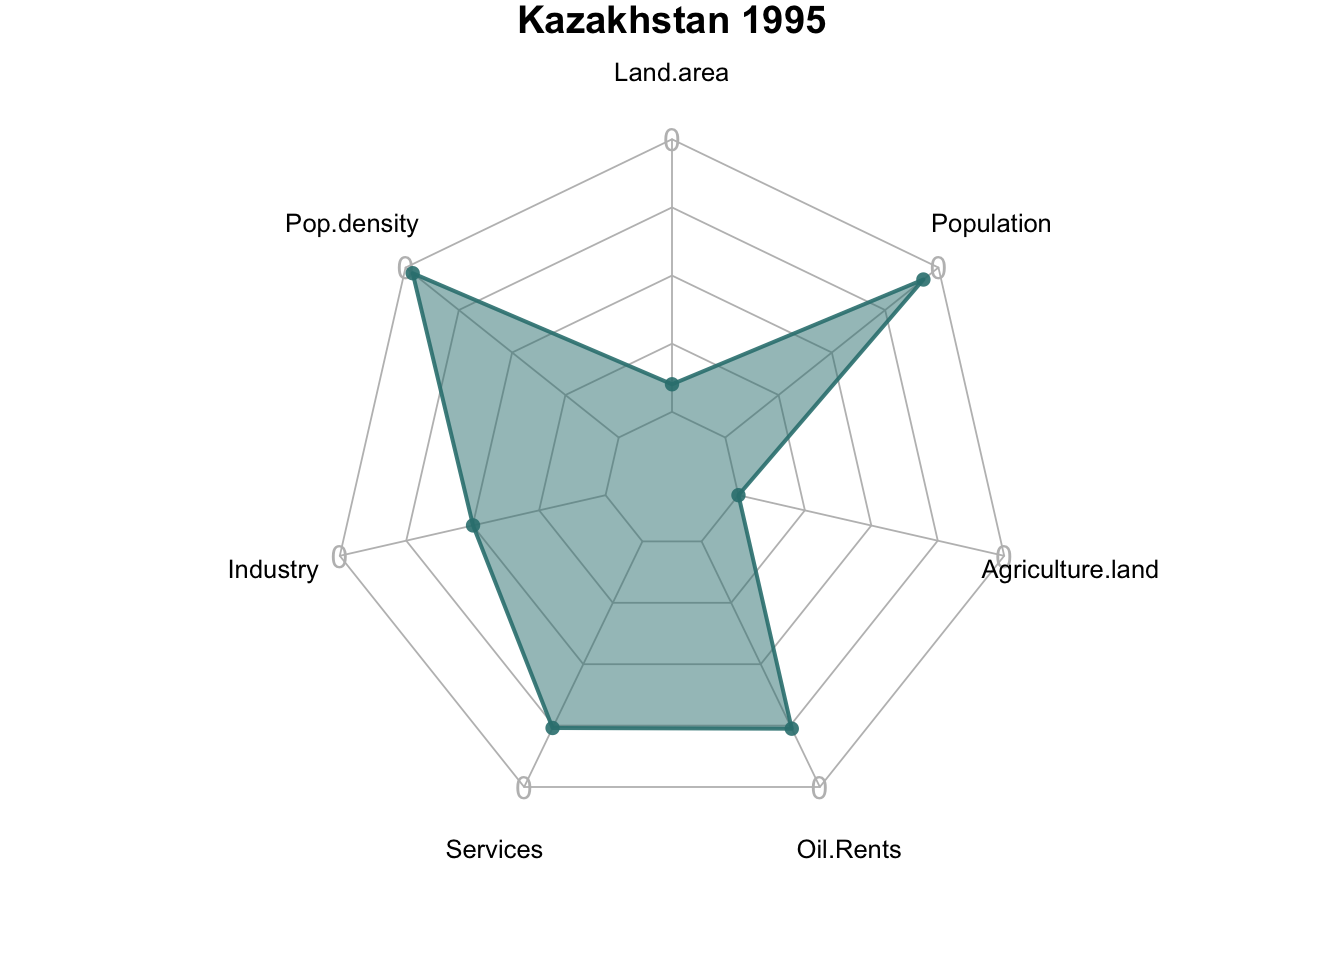 Kazakhstan 1995
Land.area
0
Pop.density
Population
0
0
Industry
0
0
Agriculture.land
0
0
Services
Oil.Rents